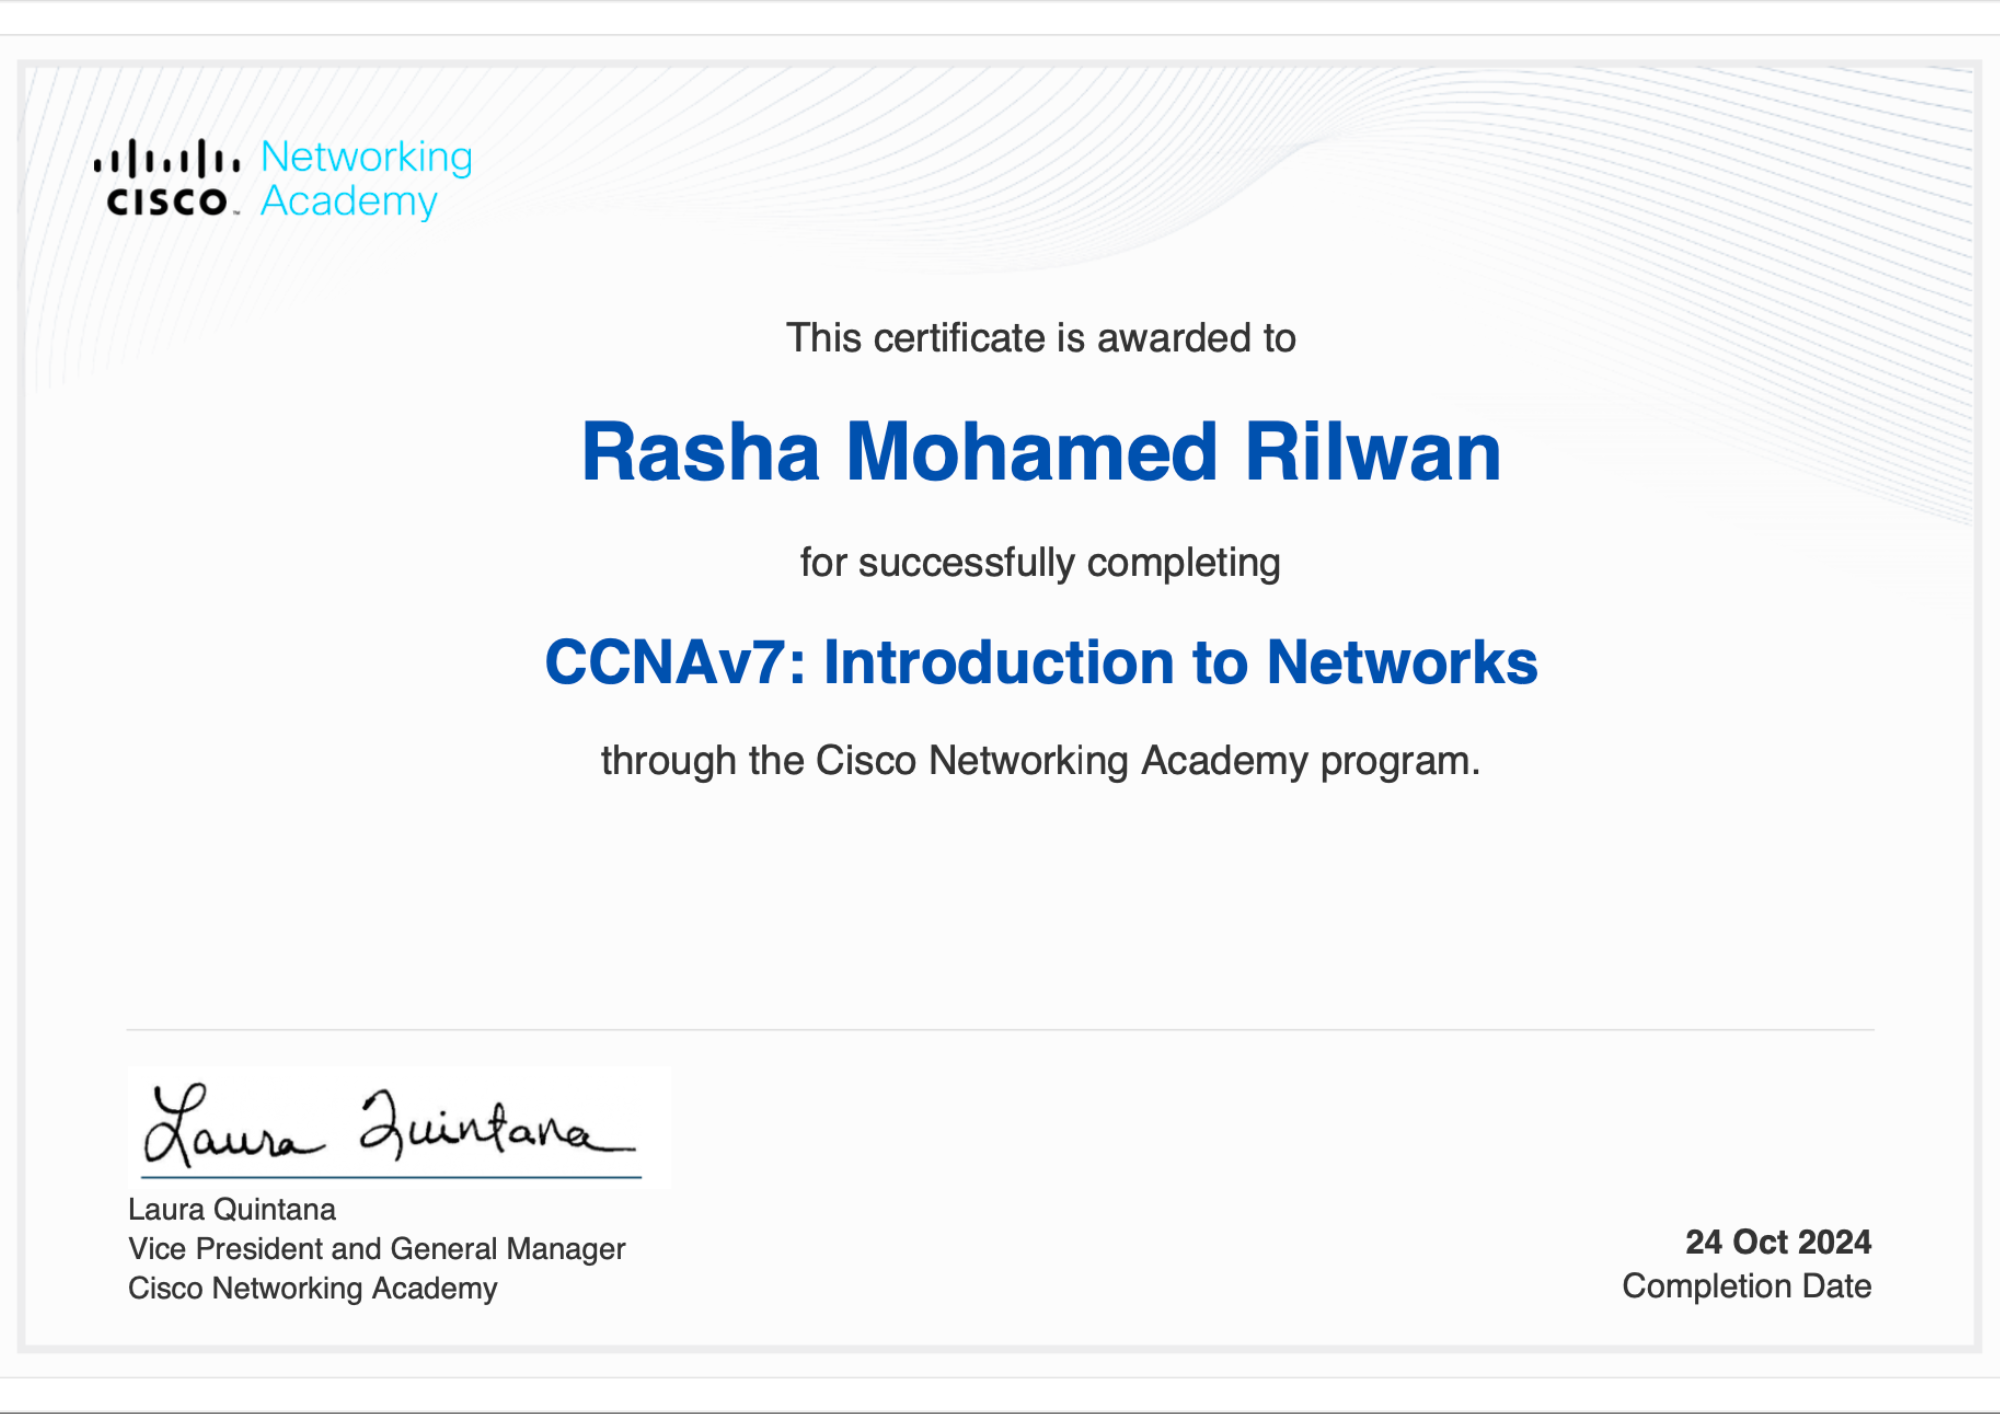 Networking
CISCO™ Academy
This certificate is awarded to
Rasha Mohamed Rilwan
for successfully completing
CCNAv7: Introduction to Networks
through the Cisco Networking Academy program.
Laura Quintana
Laura Quintana
Vice President and General Manager
Cisco Networking Academy
24 Oct 2024
Completion Date